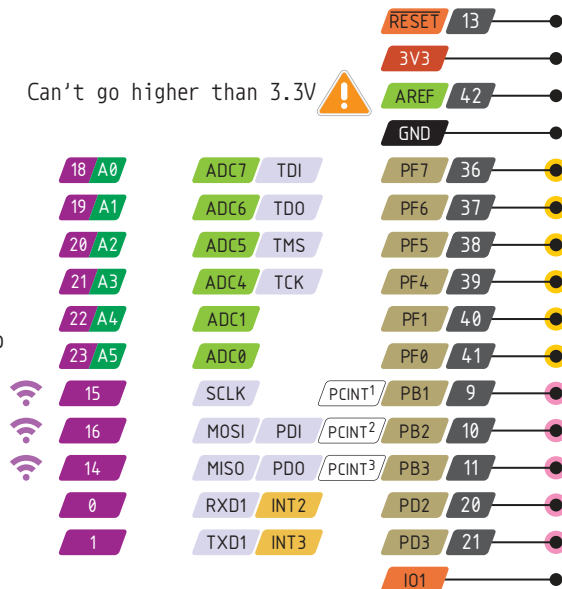 RESET 13
3V3
Can't go higher than 3.3V AREF 42
GND
18 A0 ADC7 TDI PF7 36
19 A1 ADC6 TDO PF6 37
20 A2 ADC5 TMS PF5 38
21 A3 ADC4 TCK PF4 39
22 A4 ADC1 PF1 40
23 A5 ADC0 PF0 41
15 SCLK PCINT1 PB1 9
16 MOSI PDI PCINT2 PB2 10
14 MISO PDO PCINT3 PB3 11
0 RXD1 INT2 PD2 20
1 TXD1 INT3 PD3 21
IO1